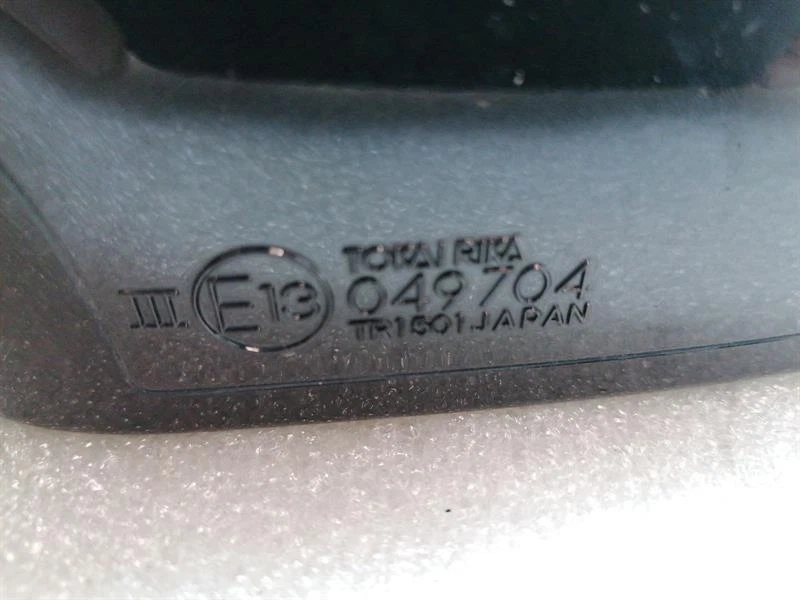 TOKAI RIKA
III. E13 049704
TR1501 JAPAN